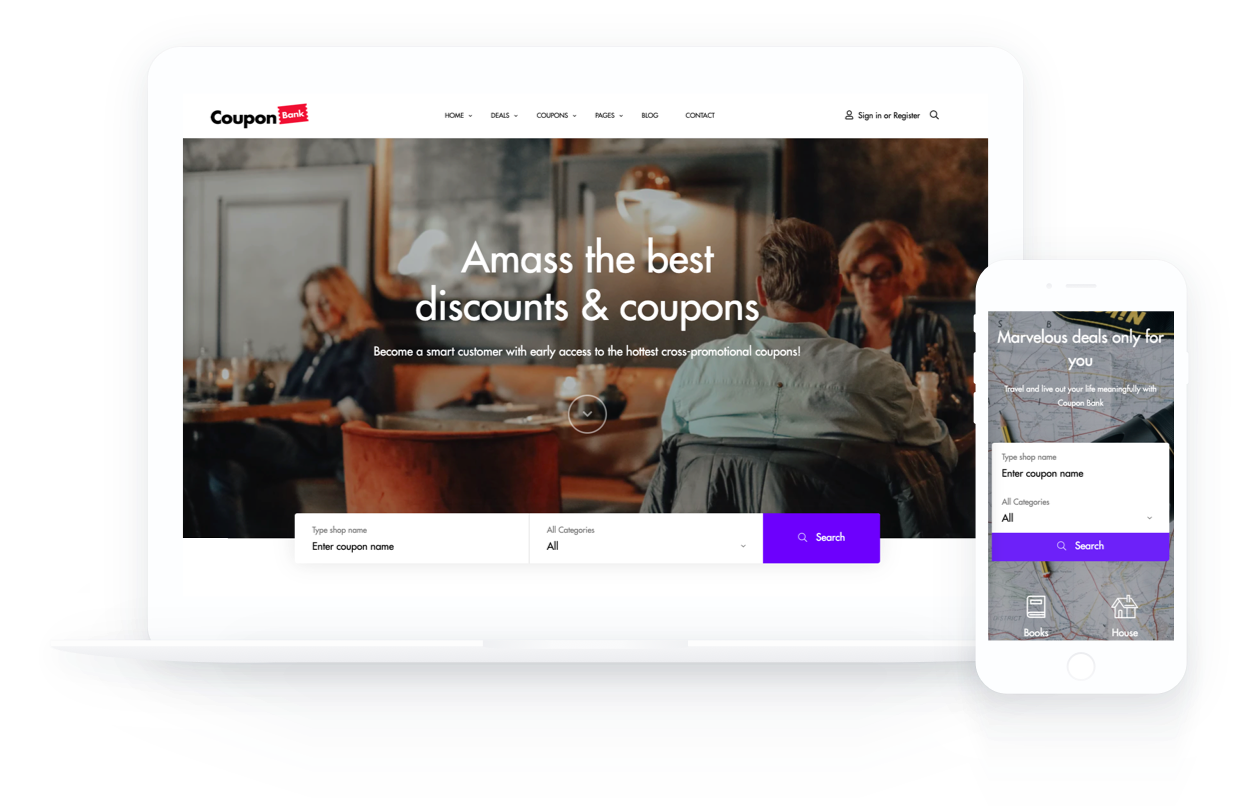 Coupon Bank
HOME DEALS COUPONS PAGES BLOG CONTACT
Sign in or Register
Amass the best
discounts & coupons
Become a smart customer with early access to the hottest cross-promotional coupons!
Type shop name
Enter coupon name
All Categories
All
Search
S B
Marvelous deals only for
you
Travel and live out your life meaningfully with
Coupon Bank
Type shop name
Enter coupon name
All Categories
All
Search
Books
House